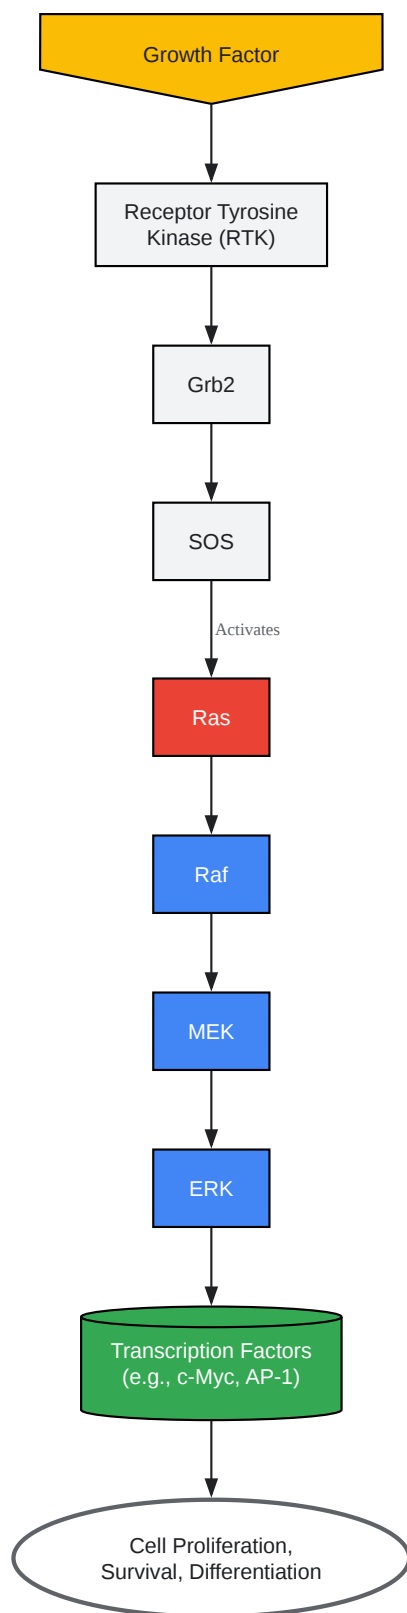 Growth Factor
Receptor Tyrosine
Kinase (RTK)
Grb2
SOS
Activates
Ras
Raf
MEK
ERK
Transcription Factors
(e.g., c-Myc, AP-1)
Cell Proliferation,
Survival, Differentiation